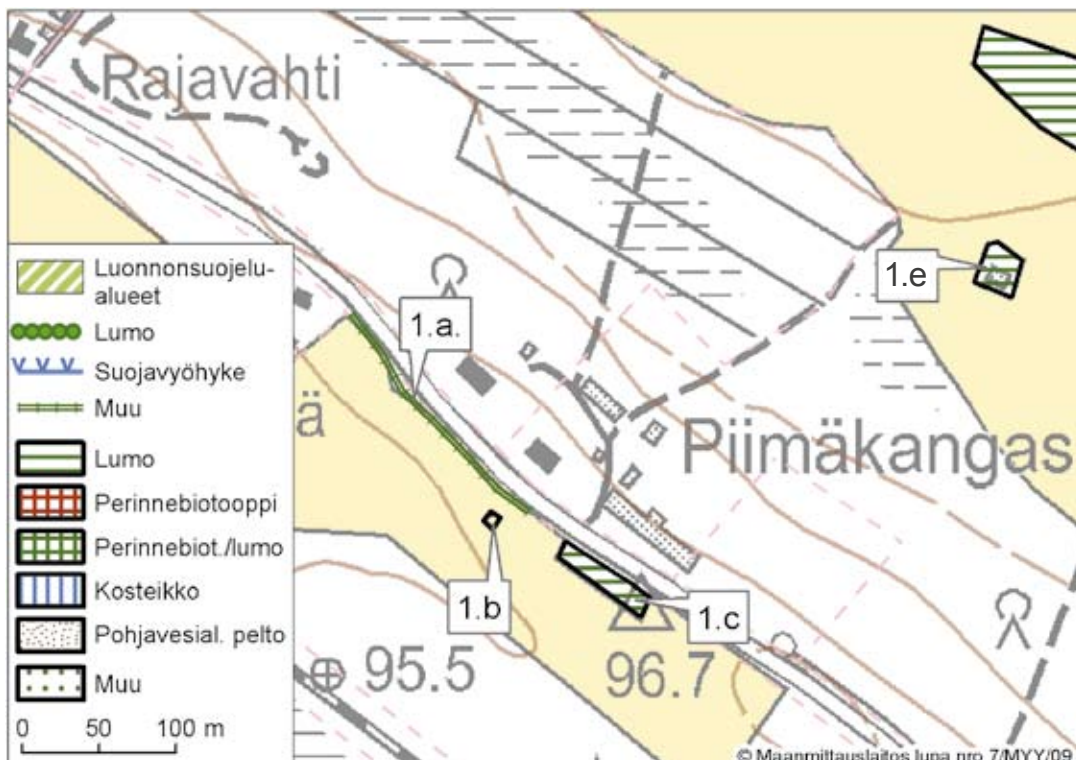 Rajavahti
1.e
1.a.
ä
Piimäkangas
1.b
1.c
95.5
96.7
Luonnonsuojelu-
alueet
Lumo
Suojavyöhyke
Muu
Lumo
Perinnebiotooppi
Perinnebiot./lumo
Kosteikko
Pohjavesial. pelto
Muu
0 50 100 m
© Maanmittauslaitos lupa nro 7/MYY/09